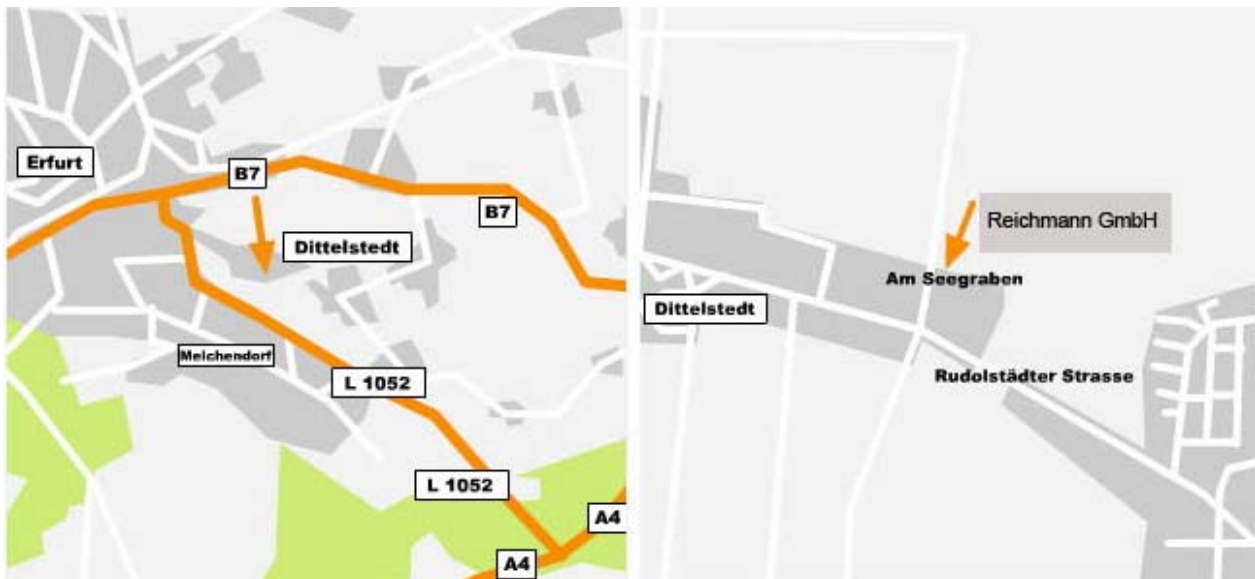 Erfurt
B7
B7
Dittelstedt
Melchendorf
L 1052
L 1052
A4
A4
Reichmann GmbH
Am Seegraben
Dittelstedt
Rudolstädter Strasse